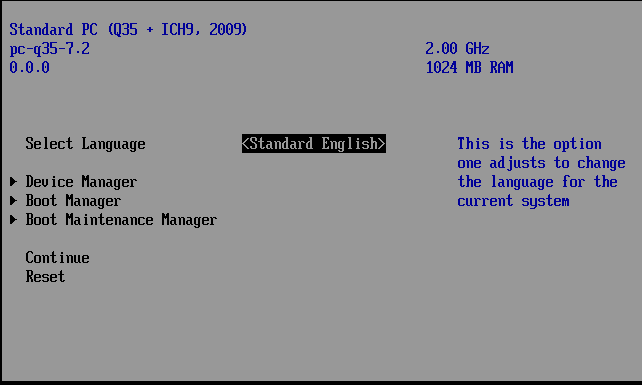 Standard PC (Q35 + ICH9, 2009)
pc-q35-7.2 2.00 GHz
0.0.0 1024 MB RAM
Select Language <Standard English> This is the option
one adjusts to change
Device Manager the language for the
Boot Manager current system
Boot Maintenance Manager
Continue
Reset